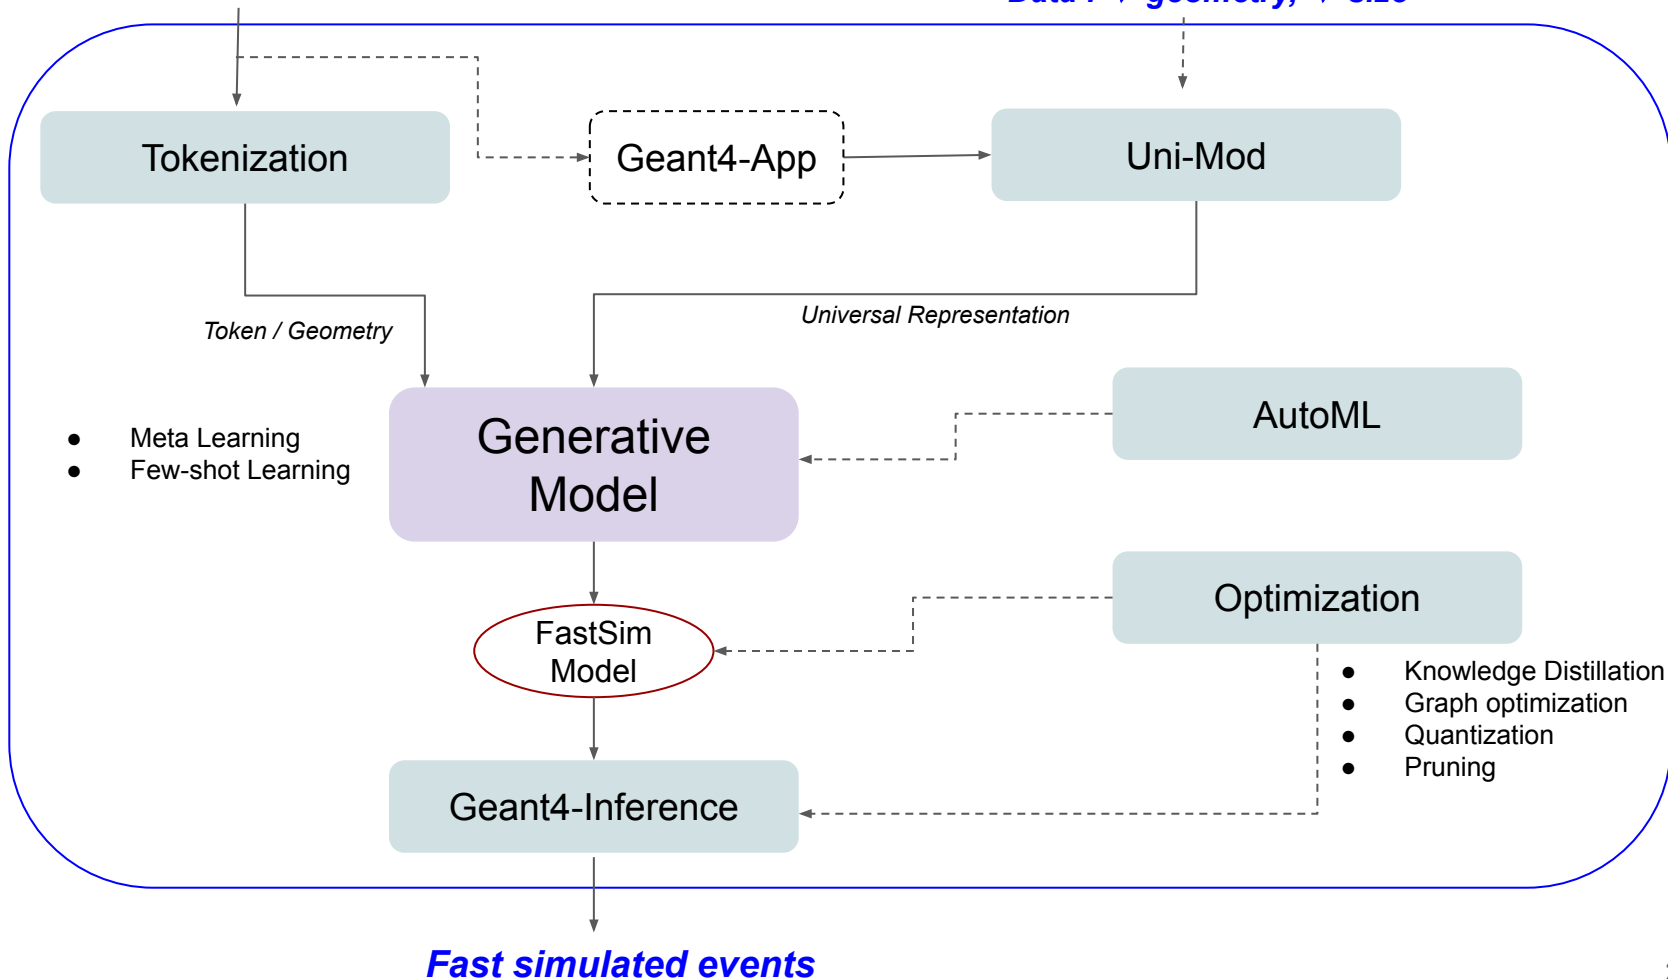 Tokenization
Geant4-App
Uni-Mod
Token / Geometry
Universal Representation
● Meta Learning
● Few-shot Learning
Generative
Model
AutoML
FastSim
Model
Optimization
● Knowledge Distillation
● Graph optimization
● Quantization
● Pruning
Geant4-Inference
Fast simulated events